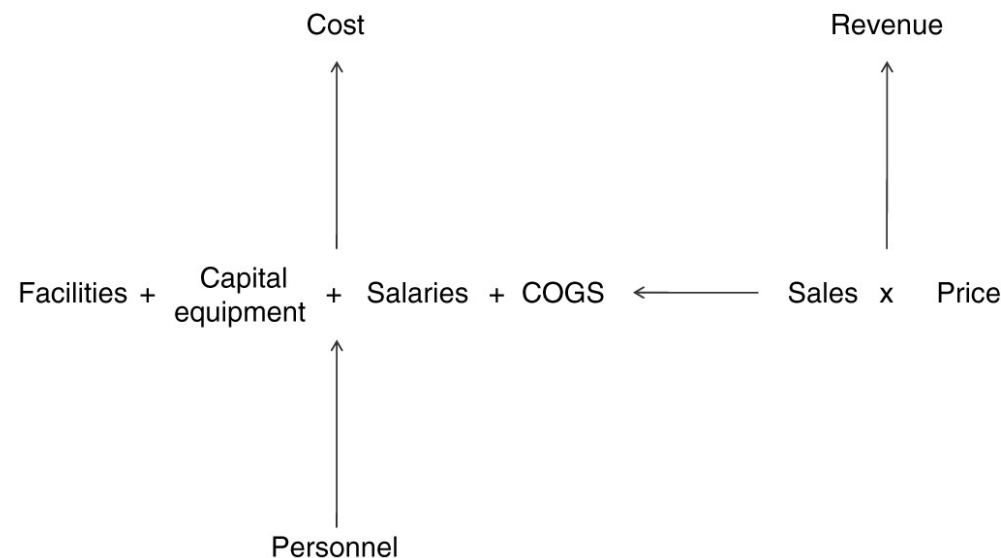 Cost Revenue
Facilities + Capital equipment + Salaries + COGS Sales x Price
Personnel